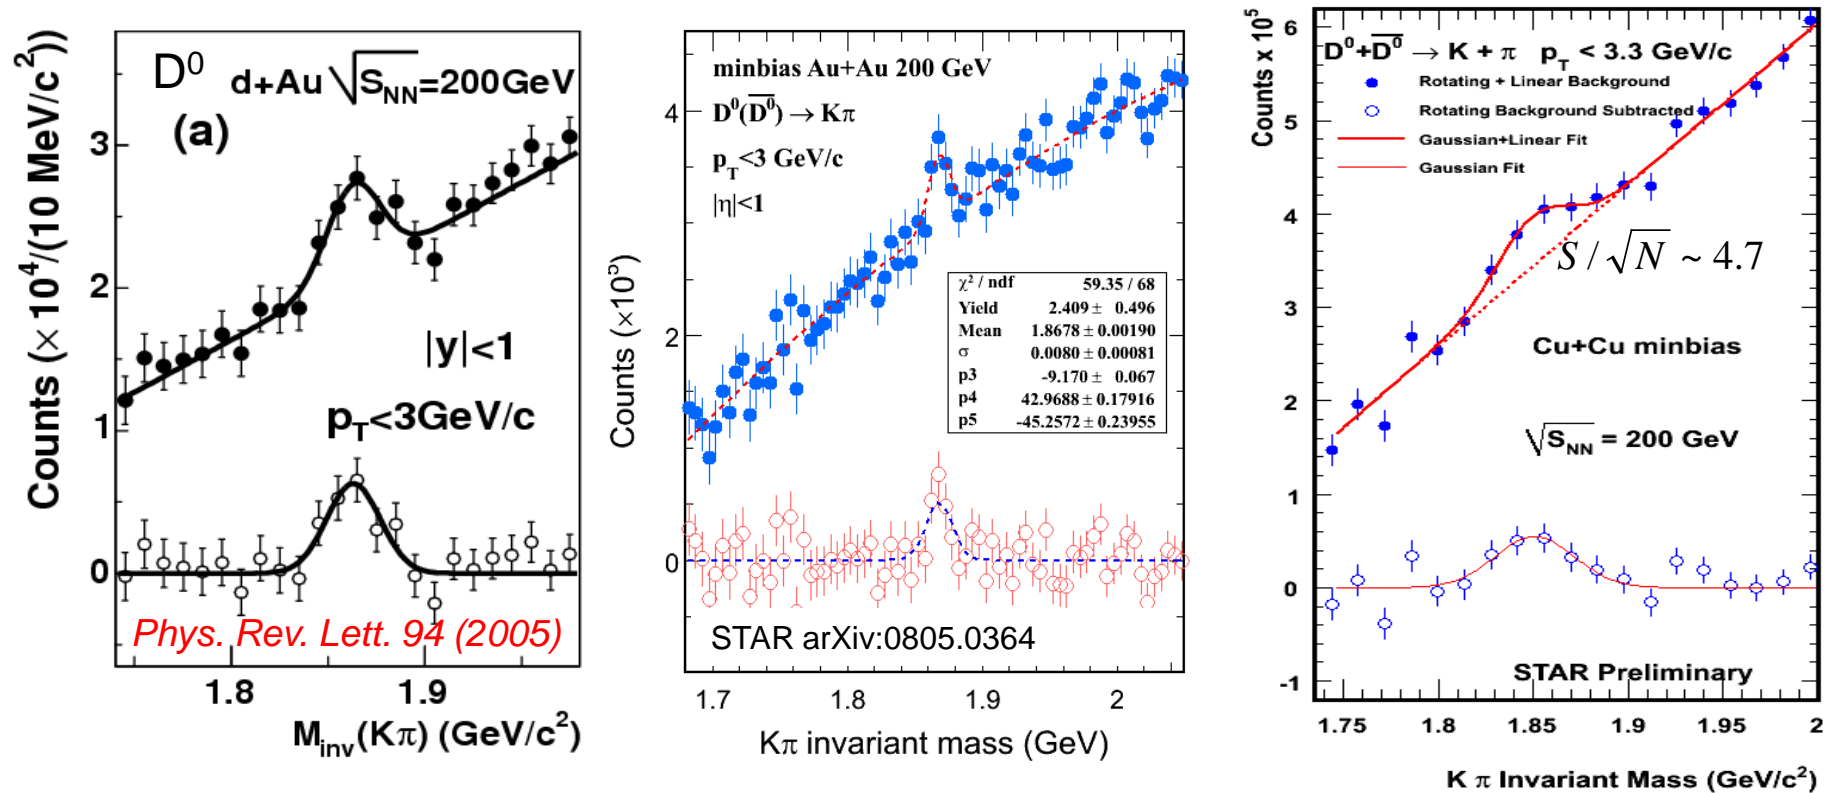 D⁰ d+Au √S_NN=200GeV
(a)
|y|<1
p_T<3GeV/c
Phys. Rev. Lett. 94 (2005)
Counts (× 10⁴/(10 MeV/c²))
3
2
1
0
1.8 1.9
M_inv(Kπ) (GeV/c²)
minbias Au+Au 200 GeV
D⁰(D̅⁰) → Kπ
p_T<3 GeV/c
|η|<1
χ² / ndf 59.35 / 68
Yield 2.409 ± 0.496
Mean 1.8678 ± 0.00190
σ 0.0080 ± 0.00081
p3 -9.170 ± 0.067
p4 42.9688 ± 0.17916
p5 -45.2572 ± 0.23955
STAR arXiv:0805.0364
Counts (×10⁵)
4
2
0
1.7 1.8 1.9 2
Kπ invariant mass (GeV)
D⁰+D̅⁰ → K + π p_T < 3.3 GeV/c
Rotating + Linear Background
Rotating Background Subtracted
Gaussian+Linear Fit
Gaussian Fit
S / √N ~ 4.7
Cu+Cu minbias
√S_NN = 200 GeV
STAR Preliminary
Counts x 10⁵
6
5
4
3
2
1
0
-1
1.75 1.8 1.85 1.9 1.95 2
K π Invariant Mass (GeV/c²)